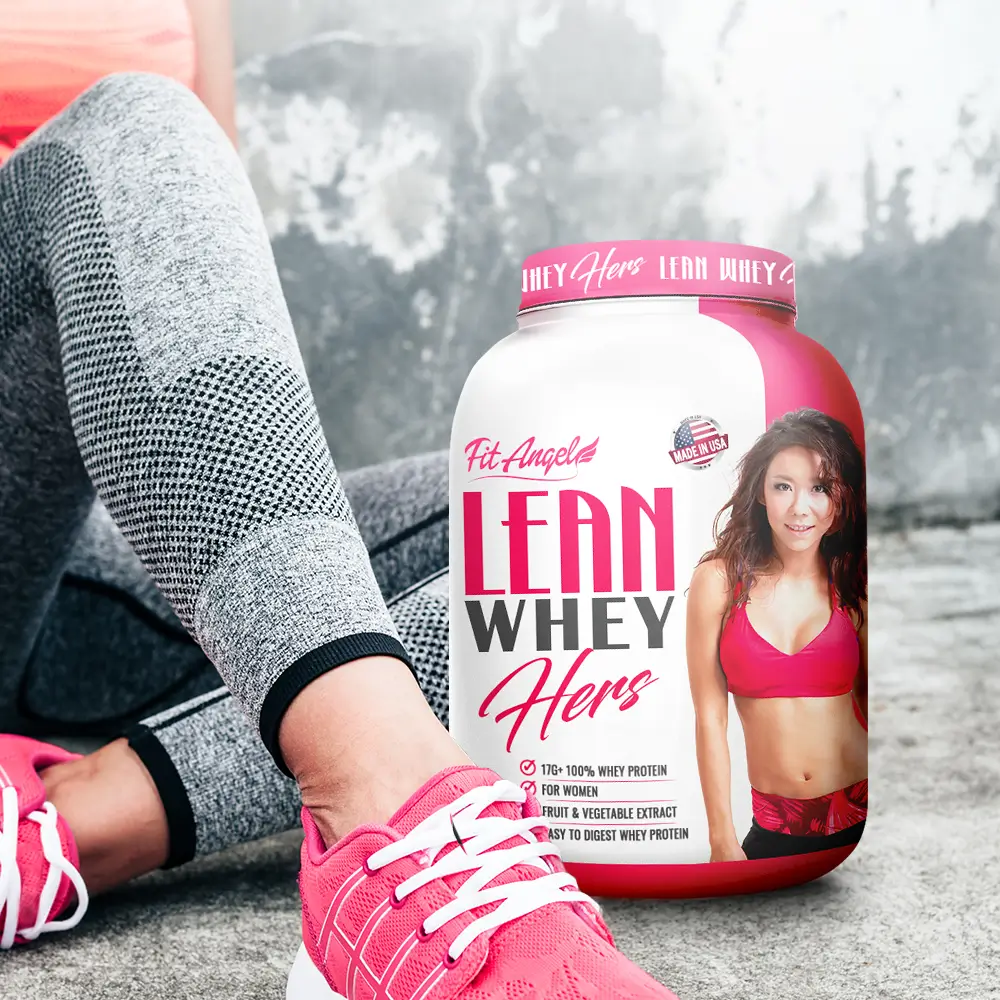 WHEY Hers LEAN WHEY
Fit Angel
MADE IN USA
LEAN
WHEY
Hers
17G+ 100% WHEY PROTEIN
FOR WOMEN
FRUIT & VEGETABLE EXTRACT
EASY TO DIGEST WHEY PROTEIN